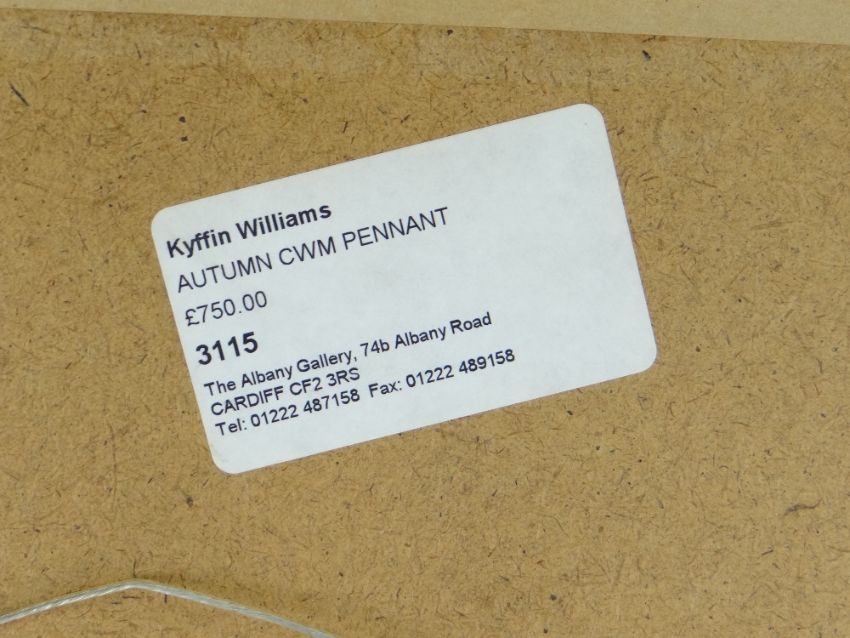 Kyffin Williams
AUTUMN CWM PENNANT
£750.00
3115
The Albany Gallery, 74b Albany Road
CARDIFF CF2 3RS
Tel: 01222 487158 Fax: 01222 489158